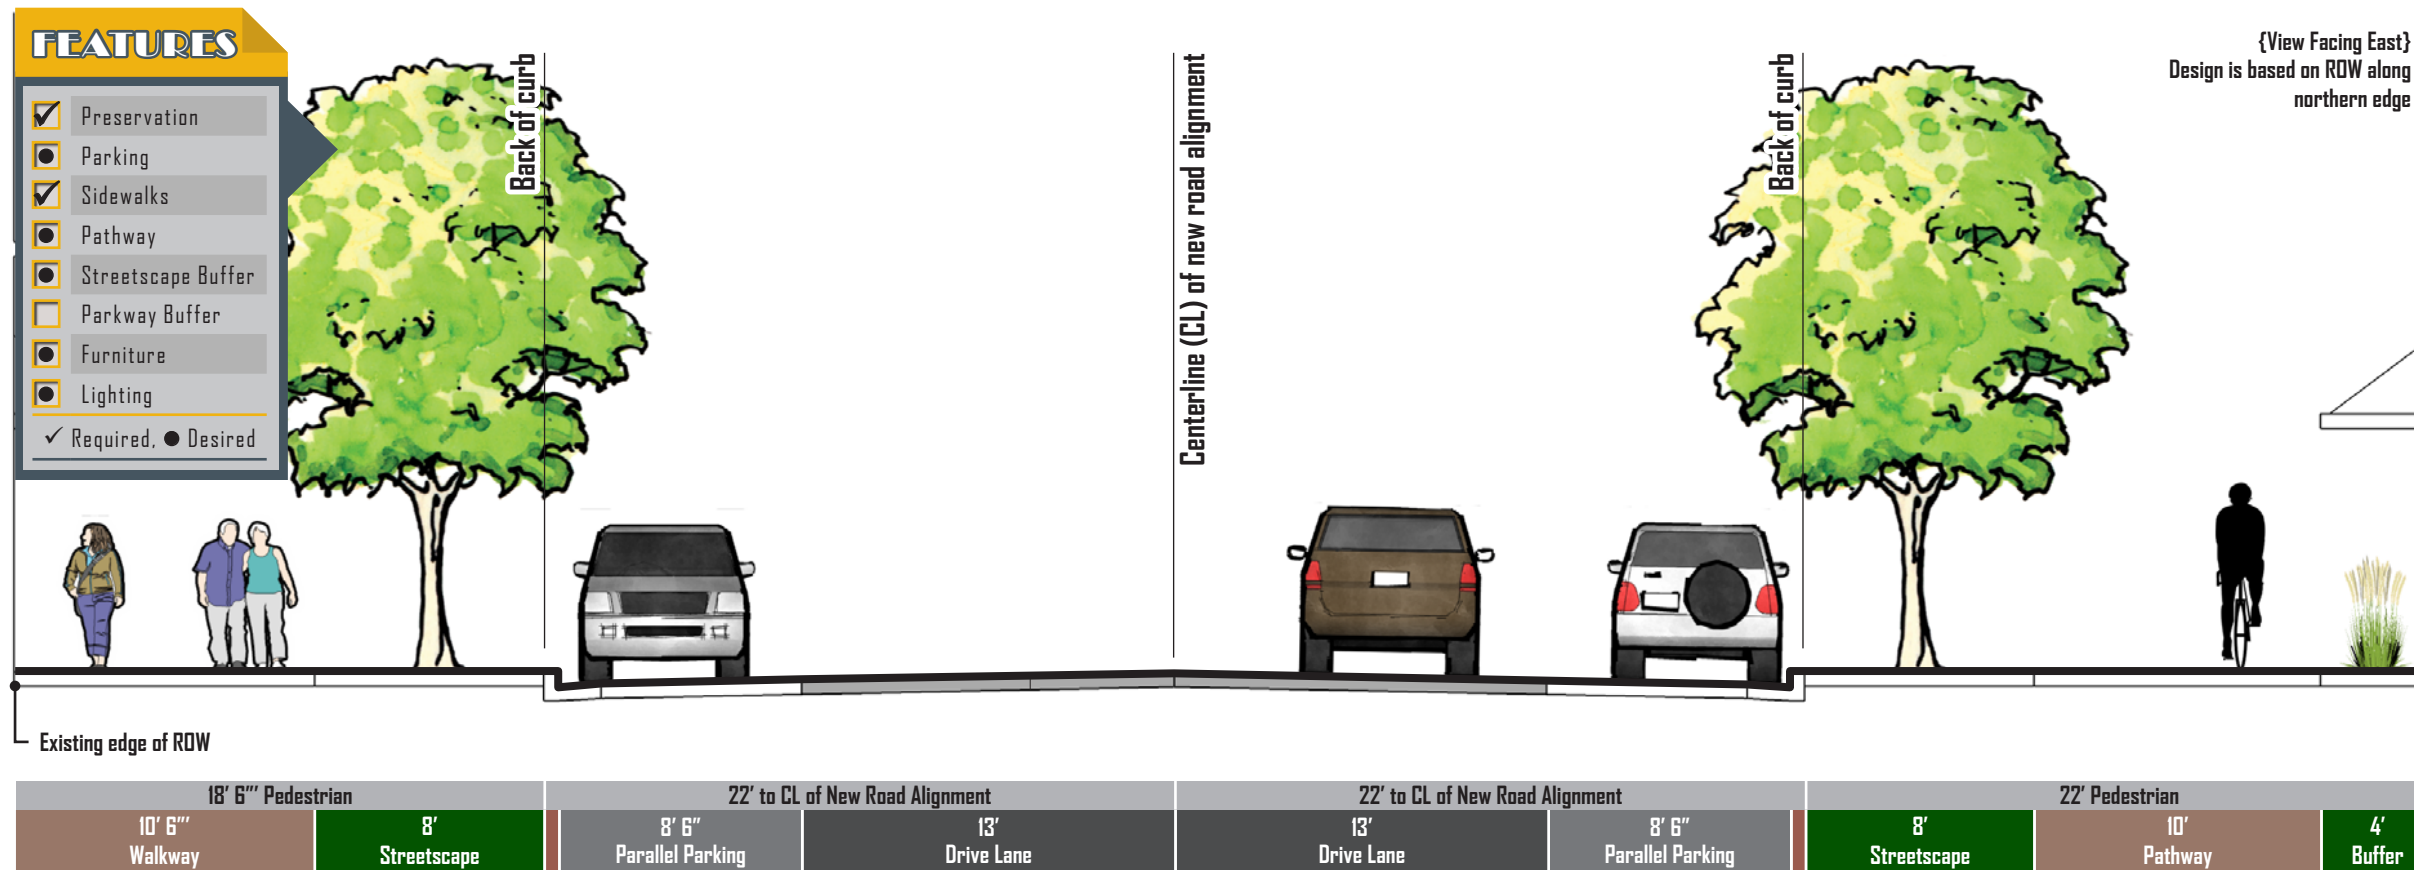 FEATURES
Preservation
Parking
Sidewalks
Pathway
Streetscape Buffer
Parkway Buffer
Furniture
Lighting
✓ Required, ● Desired
Back of curb
Centerline (CL) of new road alignment
Back of curb
{View Facing East}
Design is based on ROW along
northern edge
Existing edge of ROW
18' 6"' Pedestrian
22' to CL of New Road Alignment
22' to CL of New Road Alignment
22' Pedestrian
10' 6"'
Walkway
8'
Streetscape
8' 6"
Parallel Parking
13'
Drive Lane
13'
Drive Lane
8' 6"
Parallel Parking
8'
Streetscape
10'
Pathway
4'
Buffer